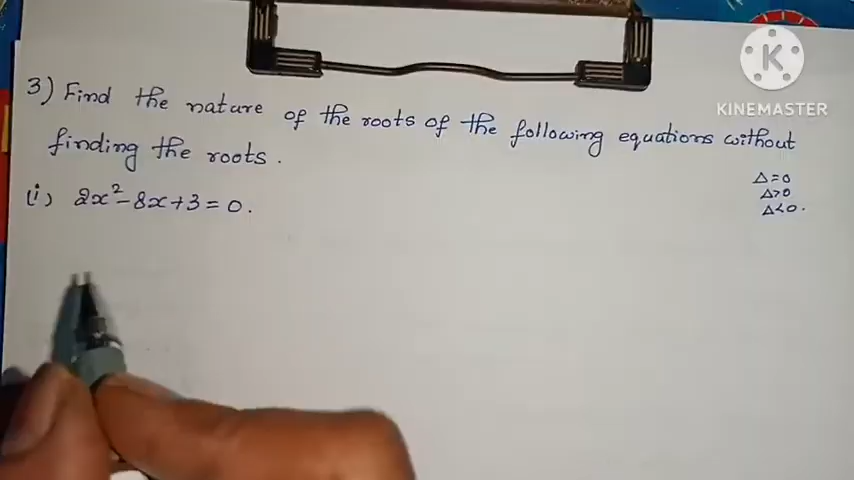 K
KINEMASTER
3) Find the nature of the roots of the following equations without
finding the roots.
(i) 2x²-8x+3=0.
Δ=0
Δ>0
Δ<0.